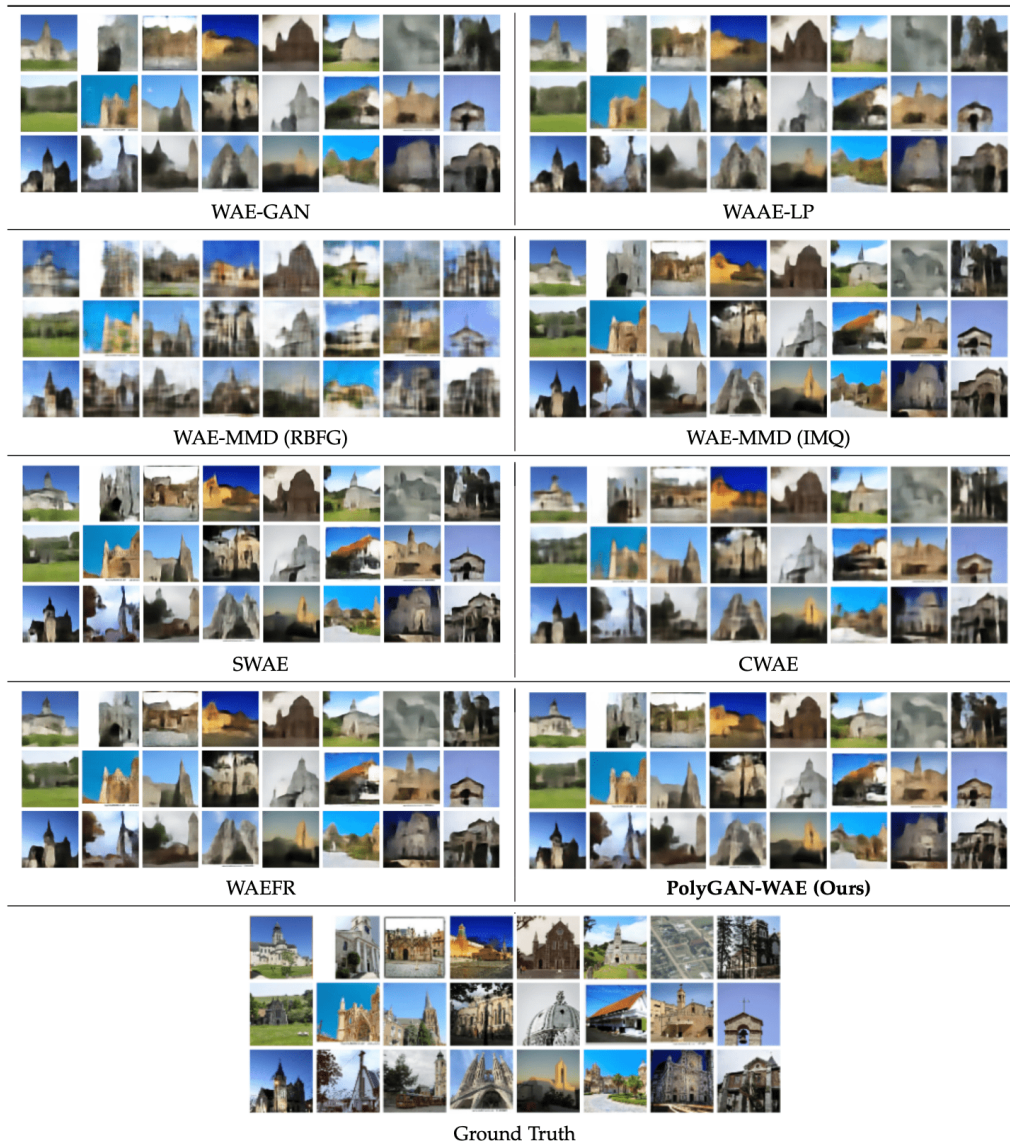 WAE-GAN
WAAE-LP
WAE-MMD (RBFG)
WAE-MMD (IMQ)
SWAE
CWAE
WAEFR
PolyGAN-WAE (Ours)
Ground Truth